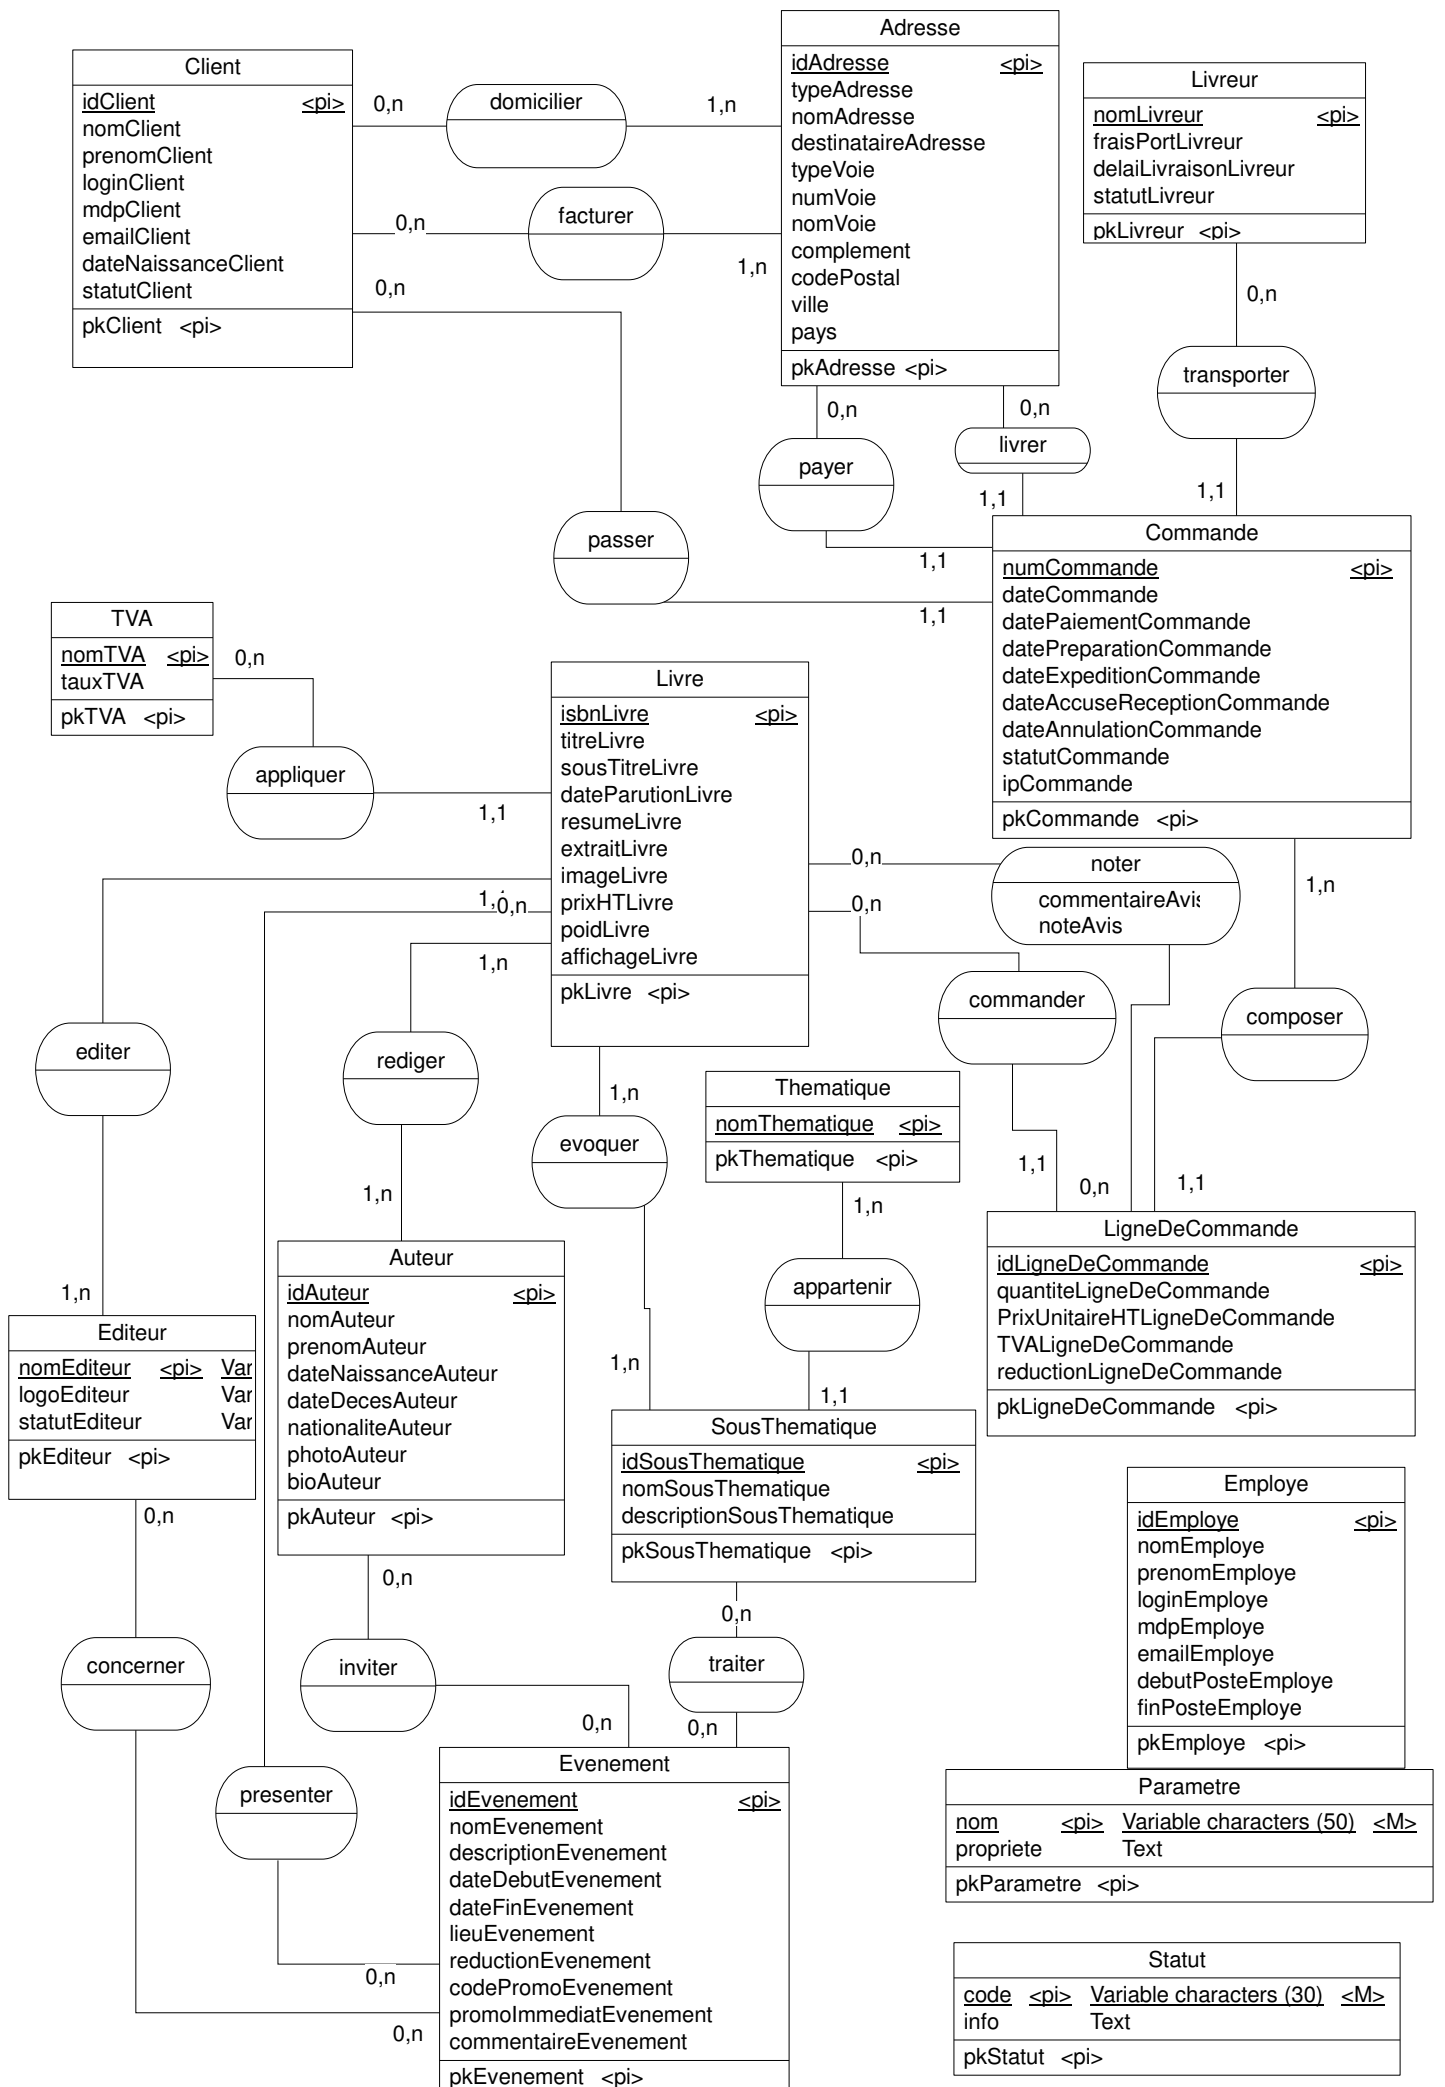 Adresse
idAdresse <pi>
typeAdresse
nomAdresse
destinataireAdresse
typeVoie
numVoie
nomVoie
complement
codePostal
ville
pays
pkAdresse <pi>
Client
idClient <pi>
nomClient
prenomClient
loginClient
mdpClient
emailClient
dateNaissanceClient
statutClient
pkClient <pi>
0,n
domicilier
1,n
0,n
facturer
1,n
0,n
Livreur
nomLivreur <pi>
fraisPortLivreur
delaiLivraisonLivreur
statutLivreur
pkLivreur <pi>
0,n
transporter
1,1
0,n
payer
1,1
0,n
livrer
1,1
passer
1,1
Commande
numCommande <pi>
dateCommande
datePaiementCommande
datePreparationCommande
dateExpeditionCommande
dateAccuseReceptionCommande
dateAnnulationCommande
statutCommande
ipCommande
pkCommande <pi>
TVA
nomTVA <pi>
tauxTVA
pkTVA <pi>
0,n
appliquer
1,1
Livre
isbnLivre <pi>
titreLivre
sousTitreLivre
dateParutionLivre
resumeLivre
extraitLivre
imageLivre
prixHTLivre
poidLivre
affichageLivre
pkLivre <pi>
0,n
noter
commentaireAvis
noteAvis
0,n
commander
1,n
composer
0,n
1,n
editer
rediger
1,n
evoquer
Thematique
nomThematique <pi>
pkThematique <pi>
1,1
0,n
1,1
1,n
1,n
appartenir
1,n
1,n
1,1
LigneDeCommande
idLigneDeCommande <pi>
quantiteLigneDeCommande
PrixUnitaireHTLigneDeCommande
TVALigneDeCommande
reductionLigneDeCommande
pkLigneDeCommande <pi>
Auteur
idAuteur <pi>
nomAuteur
prenomAuteur
dateNaissanceAuteur
dateDecesAuteur
nationaliteAuteur
photoAuteur
bioAuteur
pkAuteur <pi>
Editeur
nomEditeur <pi> Var
logoEditeur Var
statutEditeur Var
pkEditeur <pi>
SousThematique
idSousThematique <pi>
nomSousThematique
descriptionSousThematique
pkSousThematique <pi>
Employe
idEmploye <pi>
nomEmploye
prenomEmploye
loginEmploye
mdpEmploye
emailEmploye
debutPosteEmploye
finPosteEmploye
pkEmploye <pi>
0,n
0,n
0,n
concerner
inviter
traiter
0,n
0,n
presenter
0,n
0,n
Evenement
idEvenement <pi>
nomEvenement
descriptionEvenement
dateDebutEvenement
dateFinEvenement
lieuEvenement
reductionEvenement
codePromoEvenement
promoImmediatEvenement
commentaireEvenement
pkEvenement <pi>
Parametre
nom <pi> Variable characters (50) <M>
propriete Text
pkParametre <pi>
Statut
code <pi> Variable characters (30) <M>
info Text
pkStatut <pi>